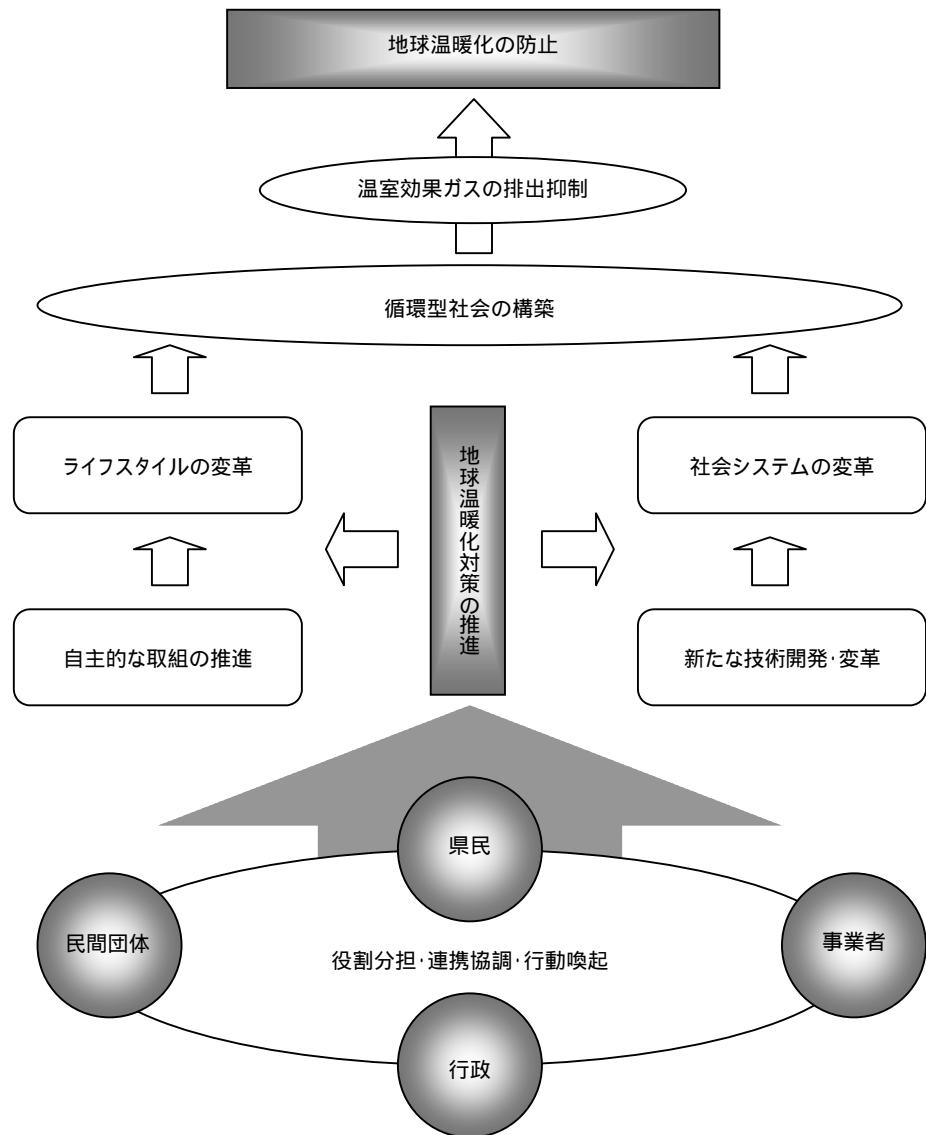 地球温暖化の防止
温室効果ガスの排出抑制
循環型社会の構築
ライフスタイルの変革
地球温暖化対策の推進
社会システムの変革
自主的な取組の推進
新たな技術開発･変革
県民
民間団体
事業者
役割分担･連携協調･行動喚起
行政